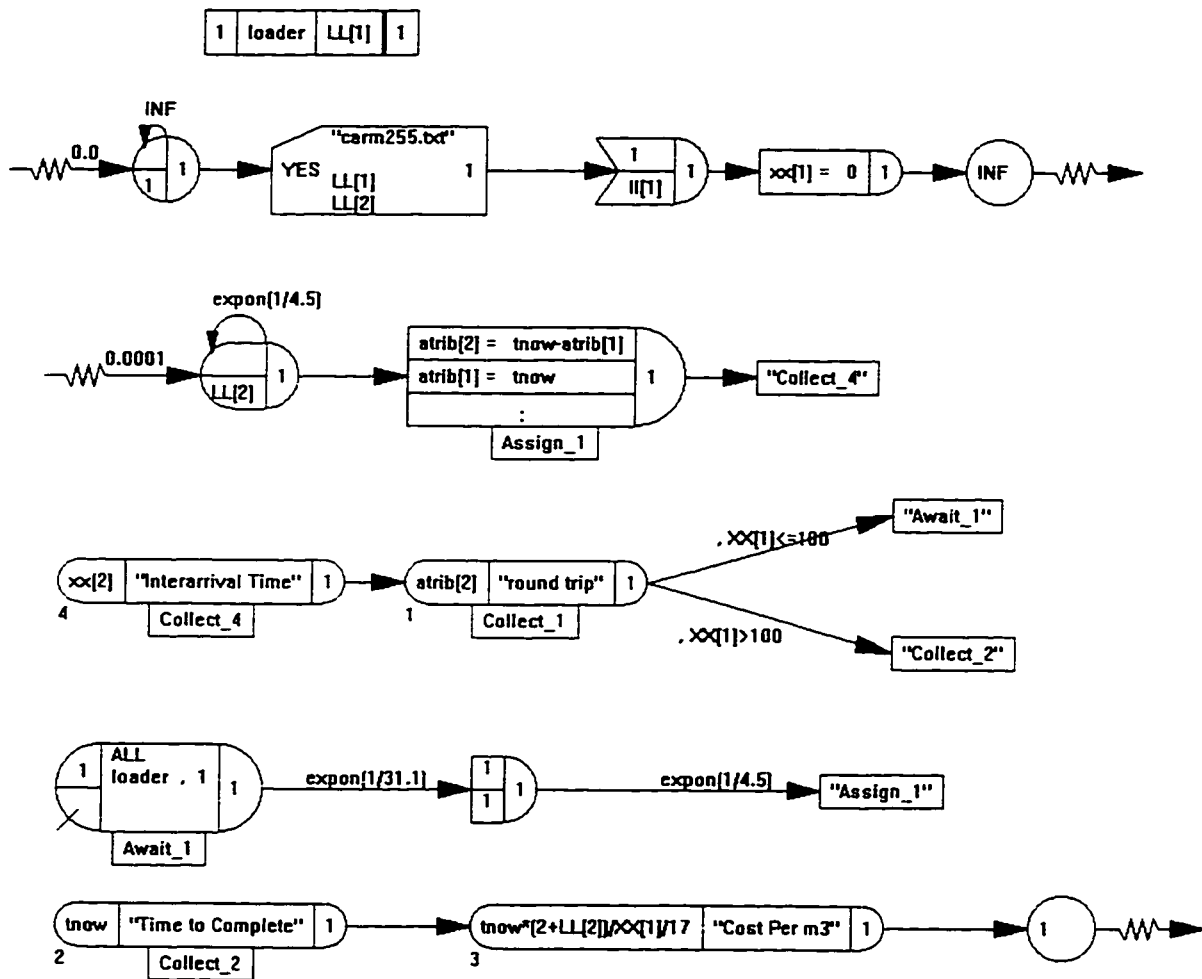 1 loader LL[1] 1
INF
0.0 1 1
"carm255.txt"
YES 1
LL[1]
LL[2]
1 II[1] 1
xx[1] = 0 1
INF
expon[1/4.5]
0.0001 LL[2] 1
atrib[2] = tnow-atrib[1]
atrib[1] = tnow 1
:
Assign_1
"Collect_4"
xx[2] "Interarrival Time" 1
4 Collect_4
atrib[2] "round trip" 1
1 Collect_1
, XX[1]<=100
"Await_1"
, XX[1]>100
"Collect_2"
1 ALL
loader , 1 1
Await_1
expon[1/31.1]
1 1 1
expon[1/4.5]
"Assign_1"
tnow "Time to Complete" 1
2 Collect_2
tnow*[2+LL[2]]/XX[1]/17 "Cost Per m3" 1
3
1